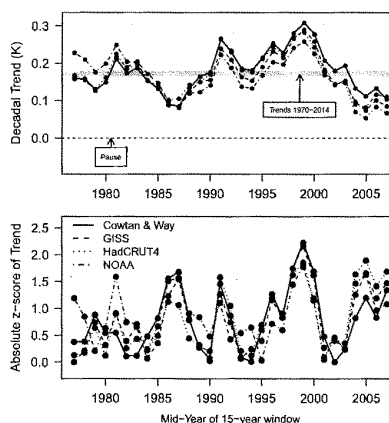 Decadal Trend (K)
0.3
0.2
0.1
0.0
Trends 1970-2014
Pause
1980 1985 1990 1995 2000 2005
Absolute z-score of Trend
2.5
2.0
1.5
1.0
0.5
0.0
Cowtan & Way
GISS
HadCRUT4
NOAA
1980 1985 1990 1995 2000 2005
Mid-Year of 15-year window